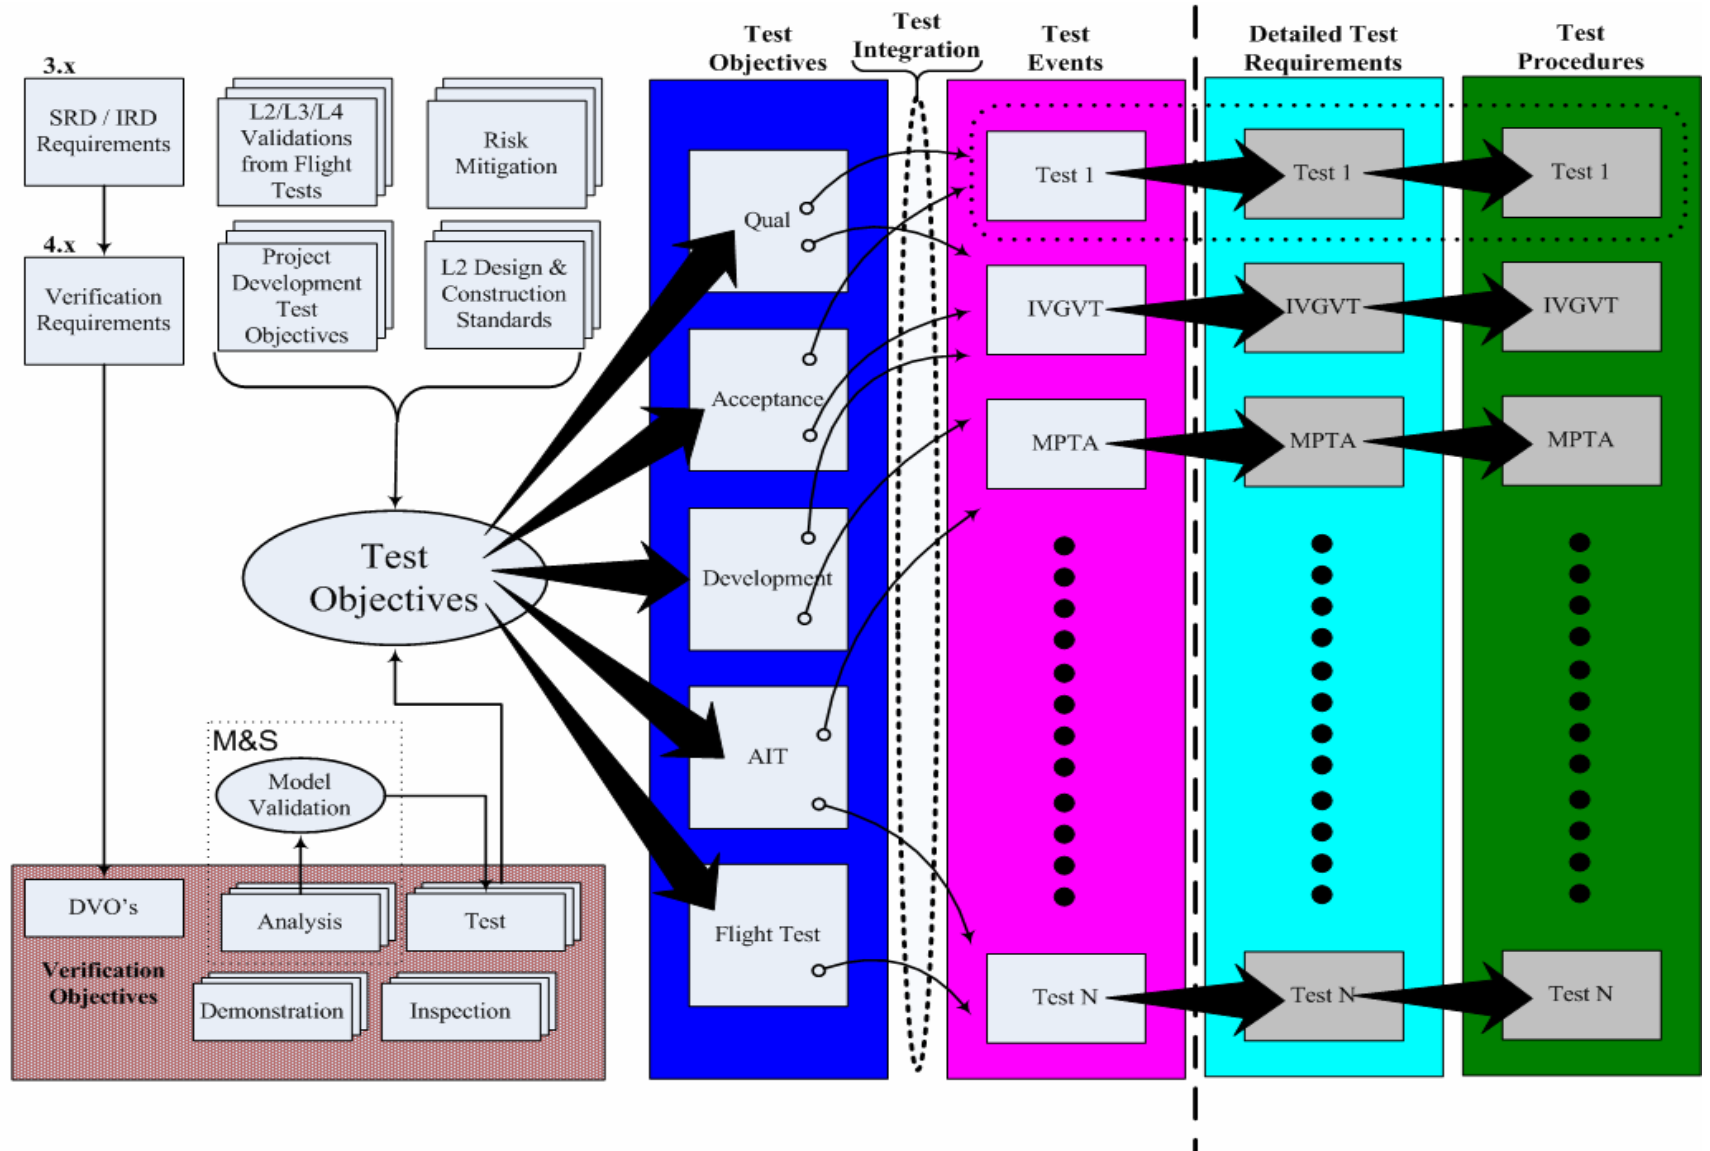 3.x
SRD / IRD
Requirements
4.x
Verification
Requirements
L2/L3/L4
Validations
from Flight
Tests
Risk
Mitigation
Project
Development
Test
Objectives
L2 Design &
Construction
Standards
Test
Objectives
M&S
Model
Validation
DVO's
Analysis
Test
Verification
Objectives
Demonstration
Inspection
Test
Objectives
Qual
Acceptance
Development
AIT
Flight Test
Test
Integration
Test
Events
Test 1
IVGVT
MPTA
Test N
Detailed Test
Requirements
Test 1
IVGVT
MPTA
Test N
Test
Procedures
Test 1
IVGVT
MPTA
Test N